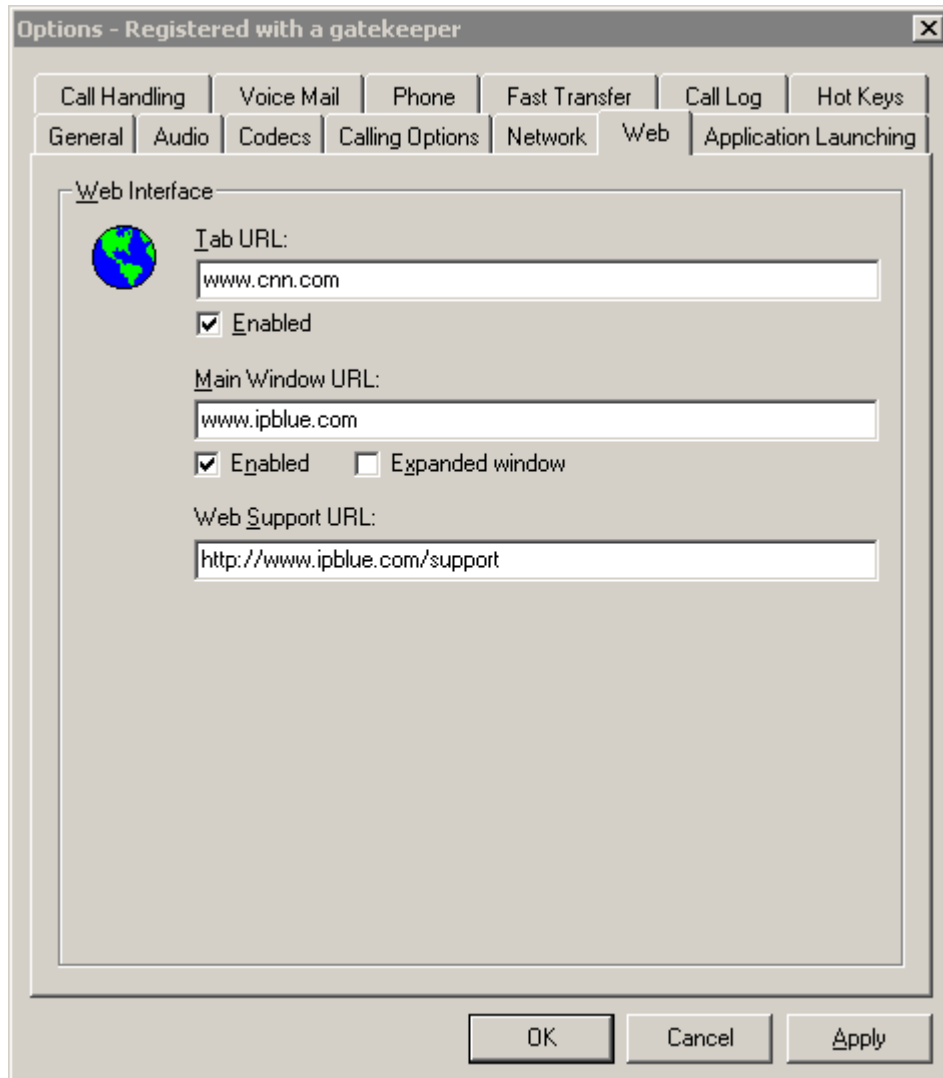 Options - Registered with a gatekeeper
Call Handling Voice Mail Phone Fast Transfer Call Log Hot Keys
General Audio Codecs Calling Options Network Web Application Launching
Web Interface
Tab URL:
www.cnn.com
Enabled
Main Window URL:
www.ipblue.com
Enabled Expanded window
Web Support URL:
http://www.ipblue.com/support
OK Cancel Apply